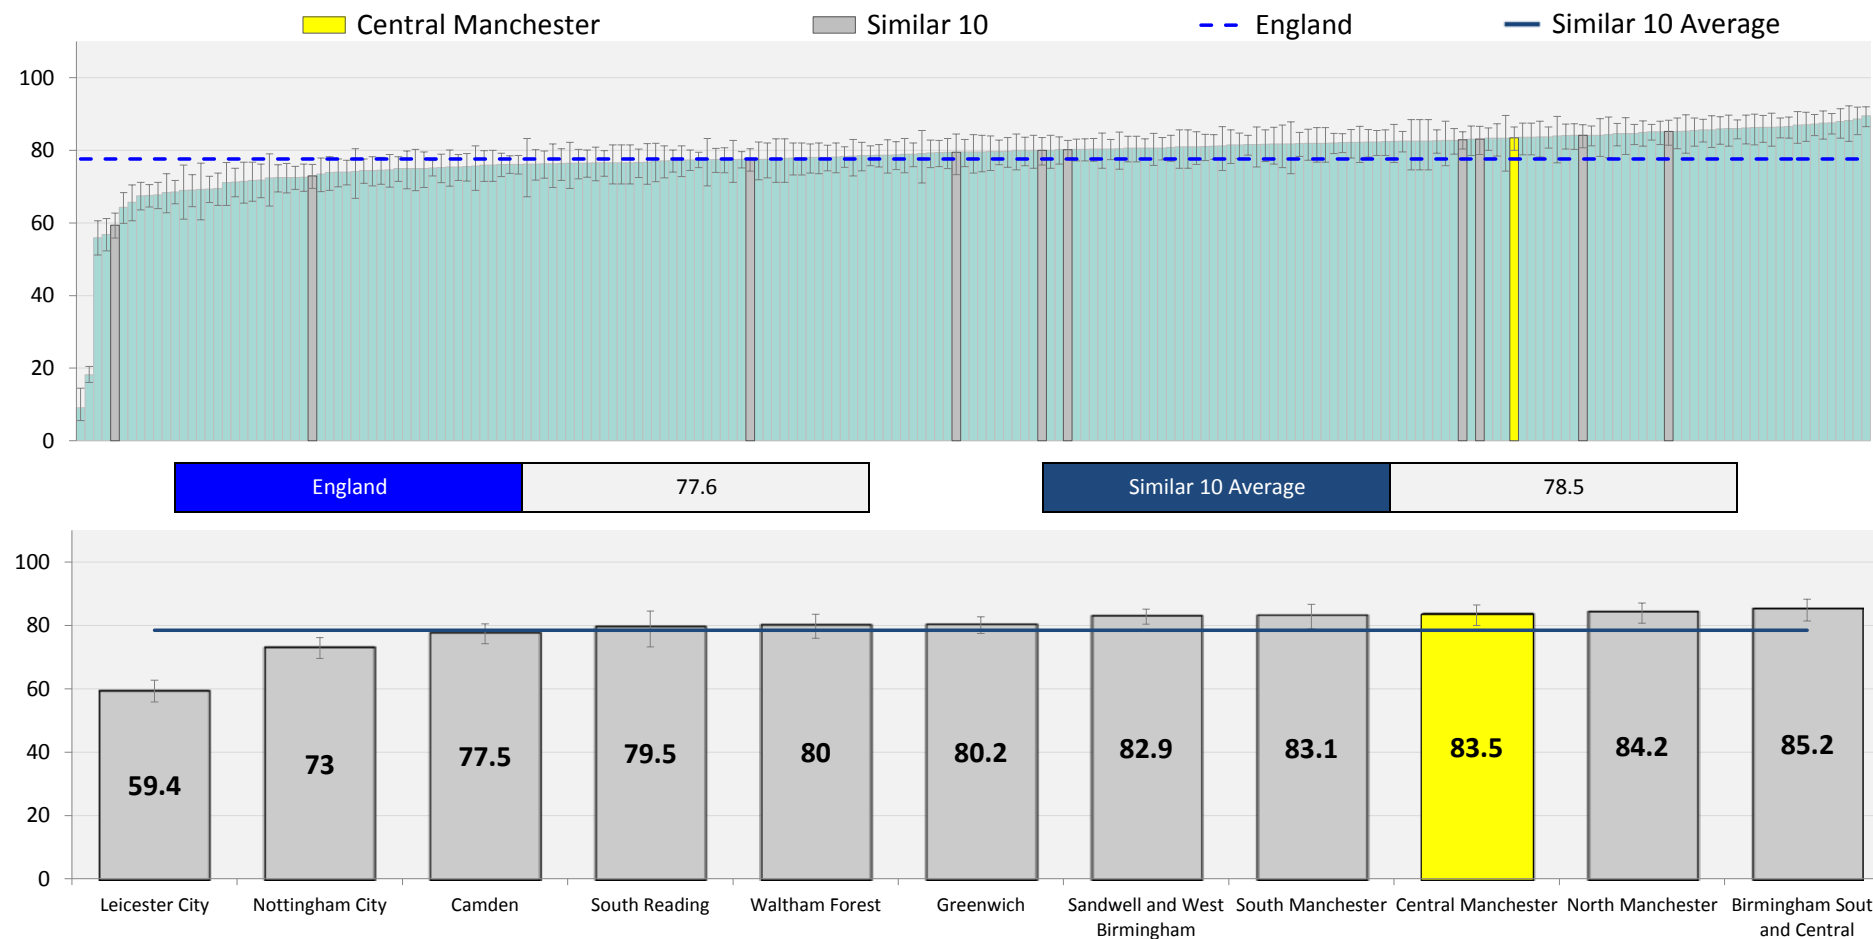 Central Manchester
Similar 10
England
Similar 10 Average
100
80
60
40
20
0
England
77.6
Similar 10 Average
78.5
100
80
60
40
20
0
59.4
73
77.5
79.5
80
80.2
82.9
83.1
83.5
84.2
85.2
Leicester City
Nottingham City
Camden
South Reading
Waltham Forest
Greenwich
Sandwell and West
Birmingham
South Manchester
Central Manchester
North Manchester
Birmingham Sout
and Central